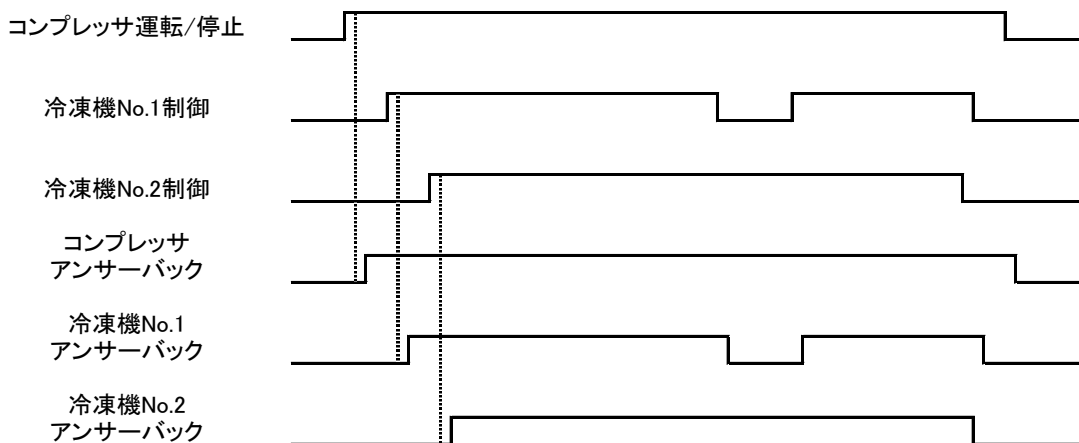 コンプレッサ運転/停止
冷凍機No.1制御
冷凍機No.2制御
コンプレッサ
アンサーバック
冷凍機No.1
アンサーバック
冷凍機No.2
アンサーバック